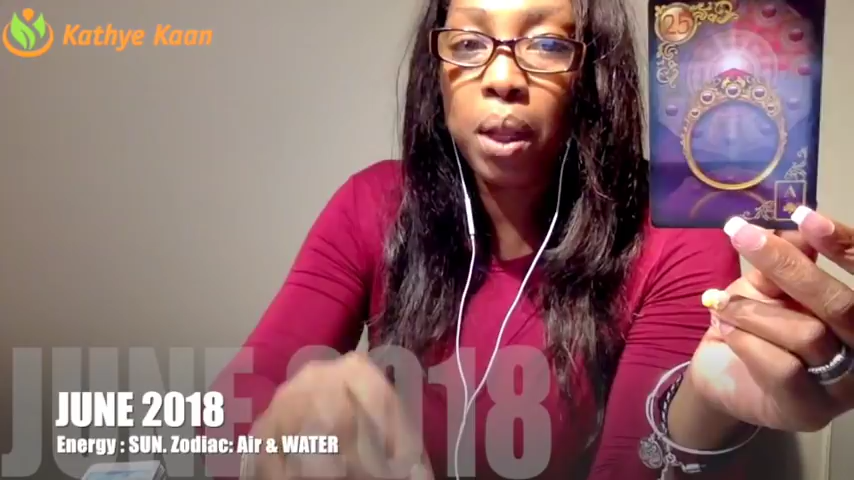 Kathye Kaan
25
A
JUNE 2018
JUNE 2018
Energy : SUN. Zodiac: Air & WATER